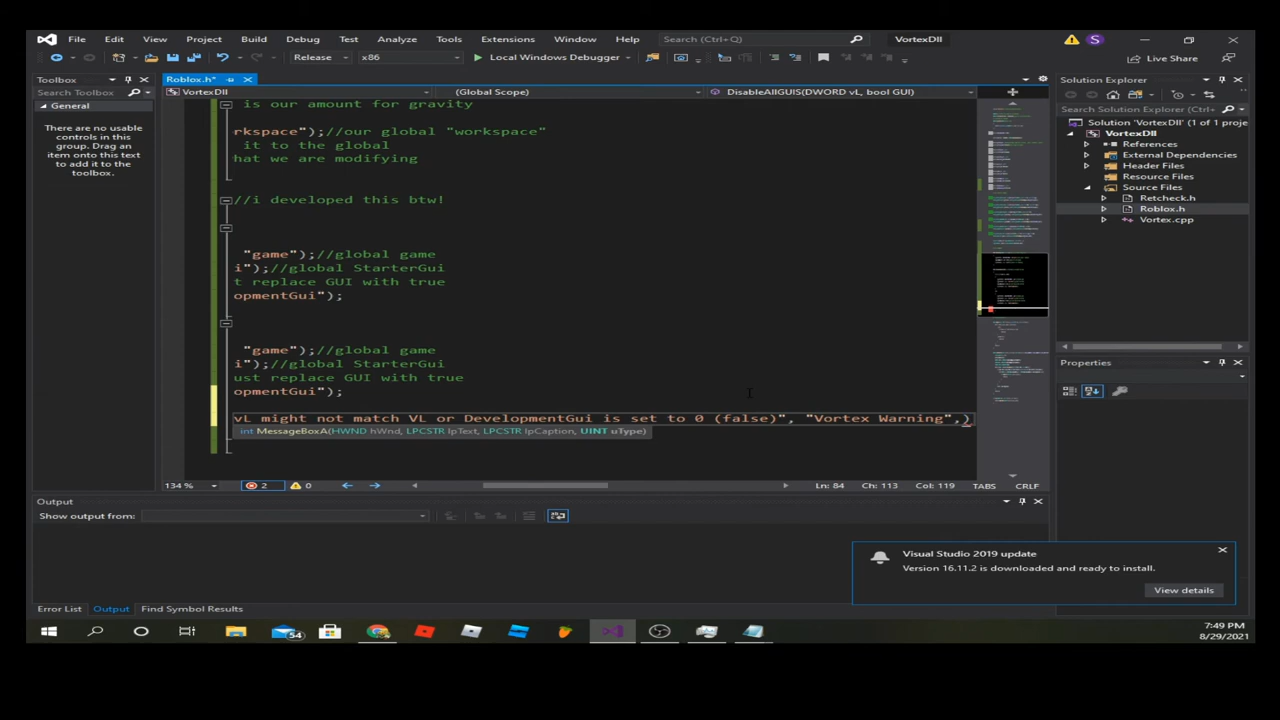 File Edit View Project Build Debug Test Analyze Tools Extensions Window Help Search (Ctrl+Q) VortexDll S
Release x86 Local Windows Debugger Live Share
Toolbox
Search Toolbox
General
There are no usable
controls in this
group. Drag an
item onto this text
to add it to the
toolbox.
Roblox.h*
VortexDll (Global Scope) DisableAllGUIS(DWORD vL, bool GUI)
is our amount for gravity
rkspace");//our global "workspace"
it to the global
hat we are modifying
//i developed this btw!
"game");//global game
i");//global StarterGui
t replace GUI with true
opmentGui");
"game");//global game
i");//global StarterGui
ust replace GUI with true
opmentGui");
vL might not match VL or DevelopmentGui is set to 0 (false)", "Vortex Warning",)
int MessageBoxA(HWND hWnd, LPCSTR lpText, LPCSTR lpCaption, UINT uType)
134 % 2 0 Ln: 84 Ch: 113 Col: 119 TABS CRLF
Solution Explorer
Search Solution Explorer (Ctrl+
Solution 'VortexDll' (1 of 1 proje
VortexDll
References
External Dependencies
Header Files
Resource Files
Source Files
Retcheck.h
Roblox.h
Vortex.cpp
Properties
Output
Show output from:
Visual Studio 2019 update
Version 16.11.2 is downloaded and ready to install.
View details
Error List Output Find Symbol Results
54
7:49 PM
8/29/2021